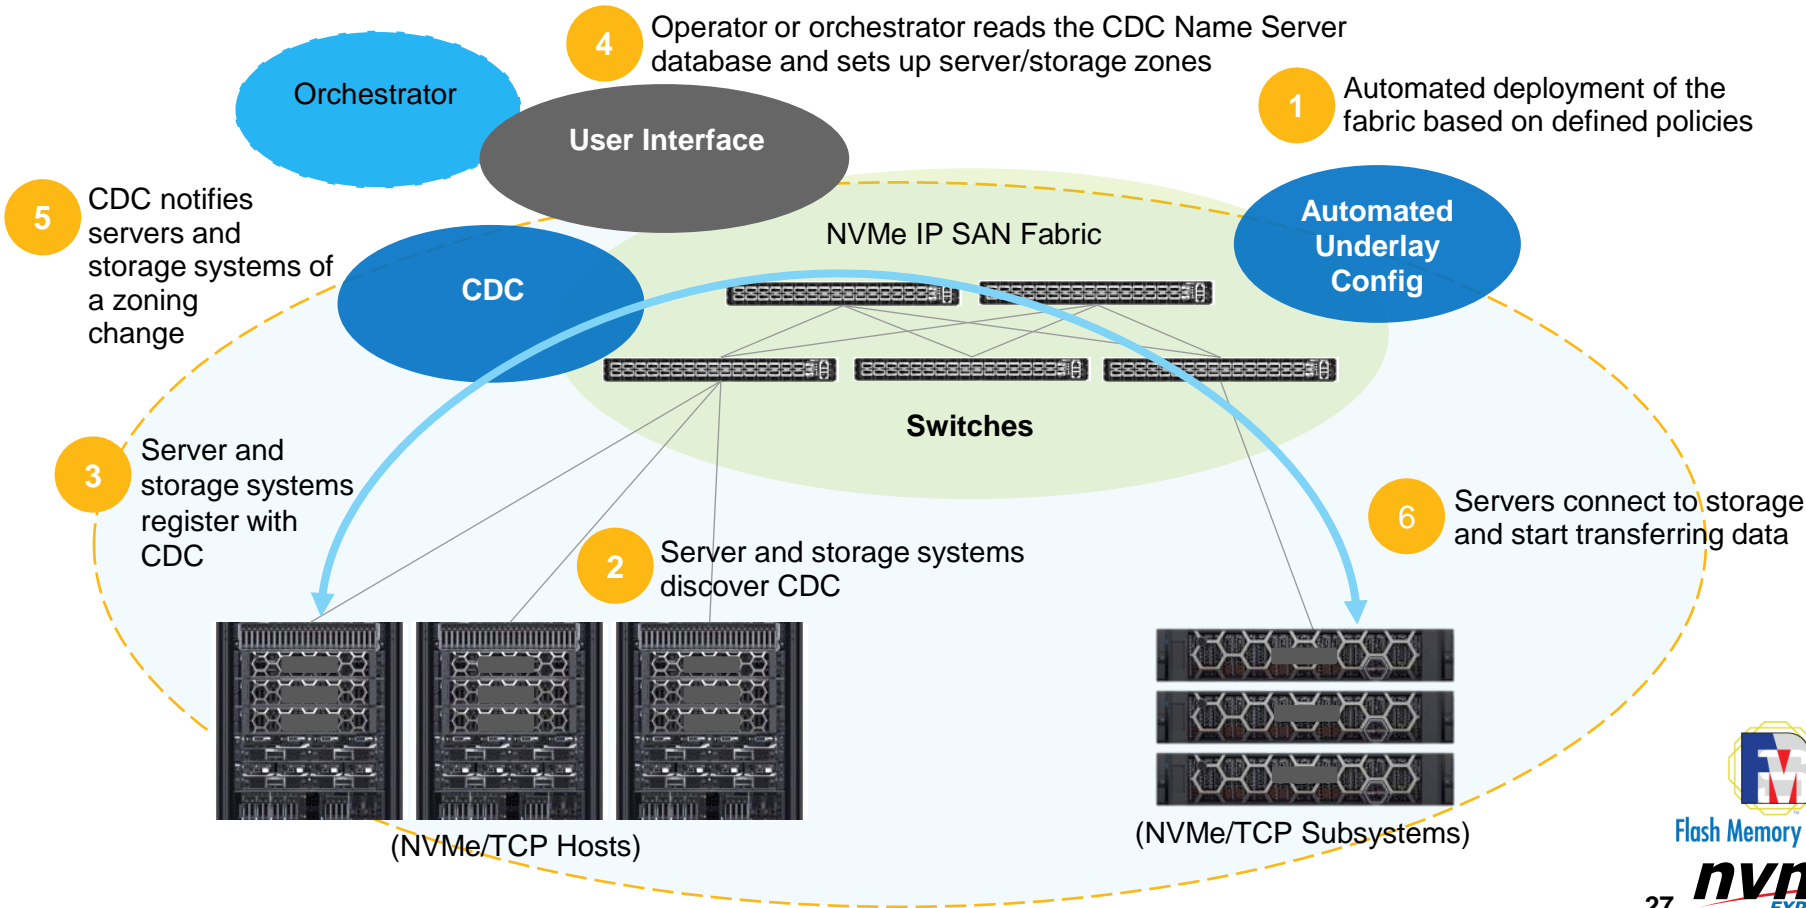 4
Operator or orchestrator reads the CDC Name Server
database and sets up server/storage zones
Orchestrator
User Interface
1
Automated deployment of the
fabric based on defined policies
5
CDC notifies
servers and
storage systems of
a zoning
change
NVMe IP SAN Fabric
Automated
Underlay
Config
CDC
Switches
3
Server and
storage systems
register with
CDC
2
Server and storage systems
discover CDC
6
Servers connect to storage
and start transferring data
(NVMe/TCP Hosts)
(NVMe/TCP Subsystems)
Flash Memory
27